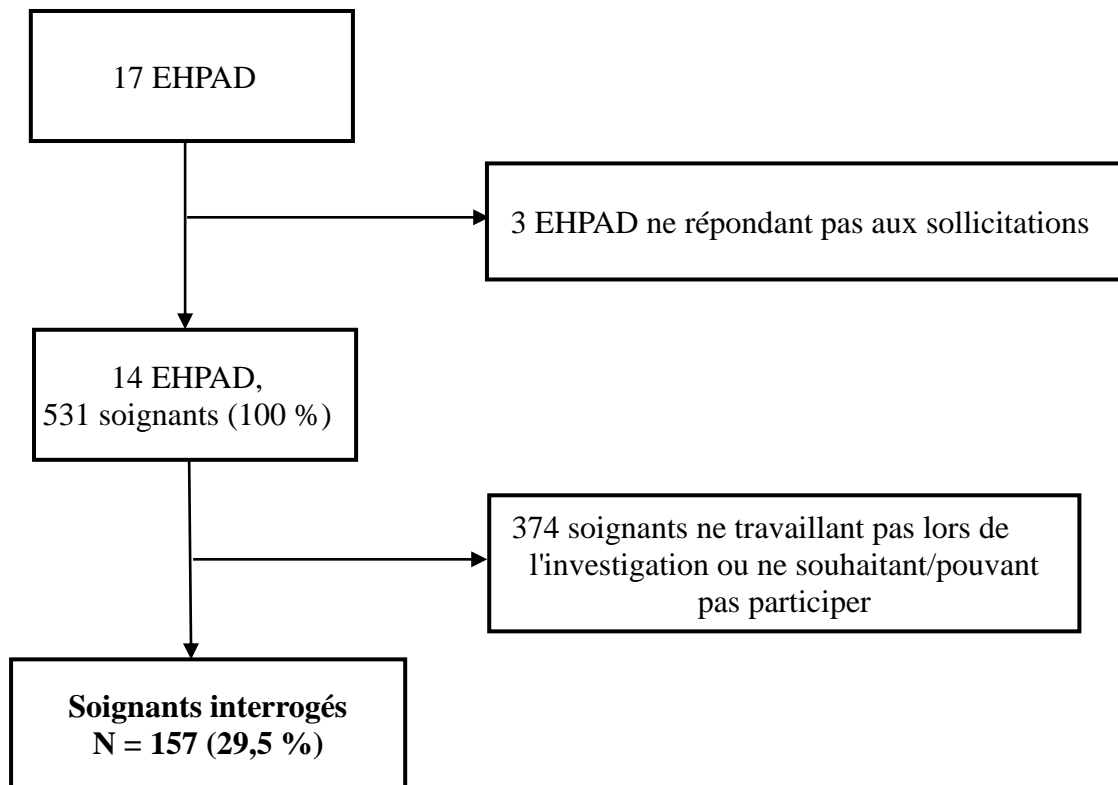 17 EHPAD
3 EHPAD ne répondant pas aux sollicitations
14 EHPAD,
531 soignants (100 %)
374 soignants ne travaillant pas lors de
l'investigation ou ne souhaitant/pouvant
pas participer
Soignants interrogés
N = 157 (29,5 %)